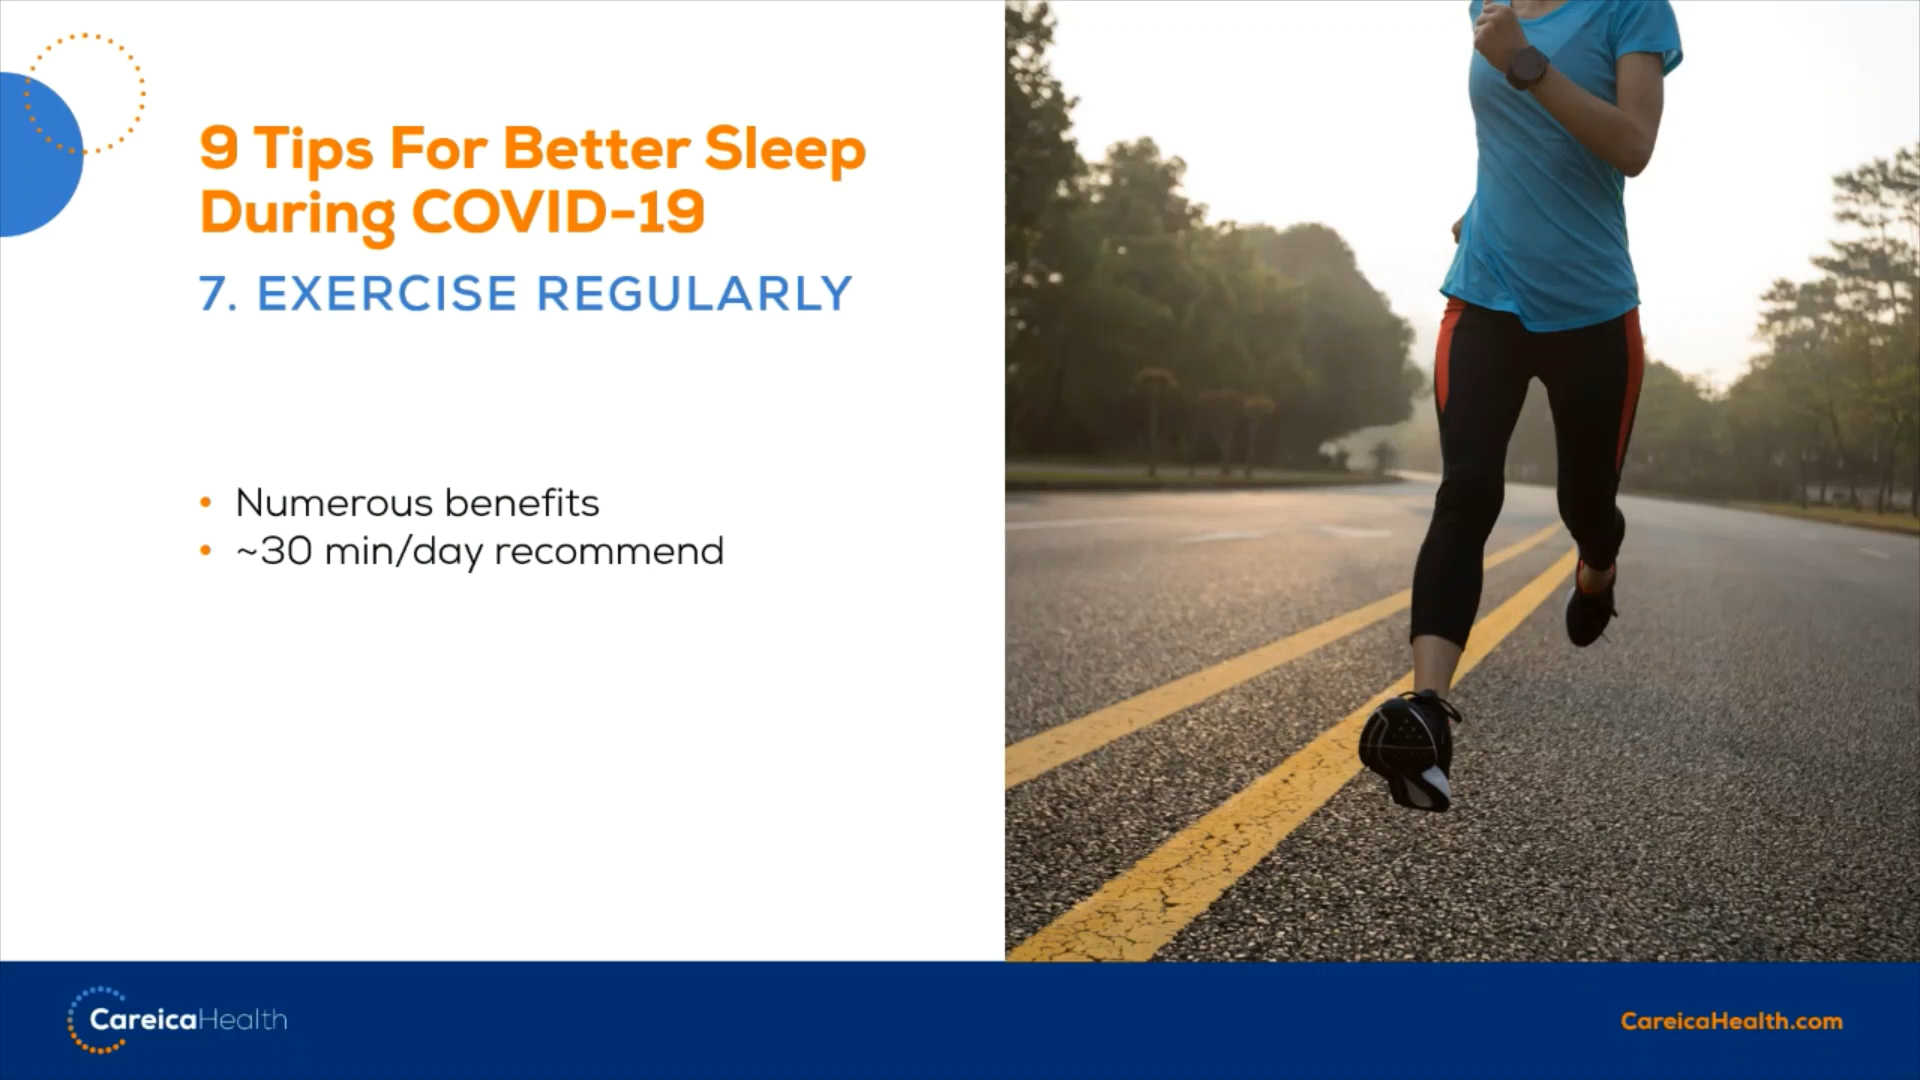 9 Tips For Better Sleep
During COVID-19
7. EXERCISE REGULARLY
• Numerous benefits
• ~30 min/day recommend
CareicaHealth
CareicaHealth.com